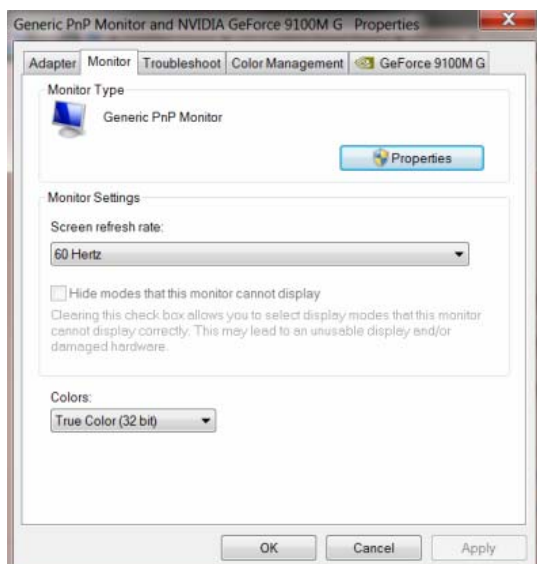 Generic PnP Monitor and NVIDIA GeForce 9100M G Properties
Adapter Monitor Troubleshoot Color Management GeForce 9100M G
Monitor Type
Generic PnP Monitor
Properties
Monitor Settings
Screen refresh rate:
60 Hertz
Hide modes that this monitor cannot display
Clearing this check box allows you to select display modes that this monitor
cannot display correctly. This may lead to an unusable display and/or
damaged hardware.
Colors:
True Color (32 bit)
OK Cancel Apply